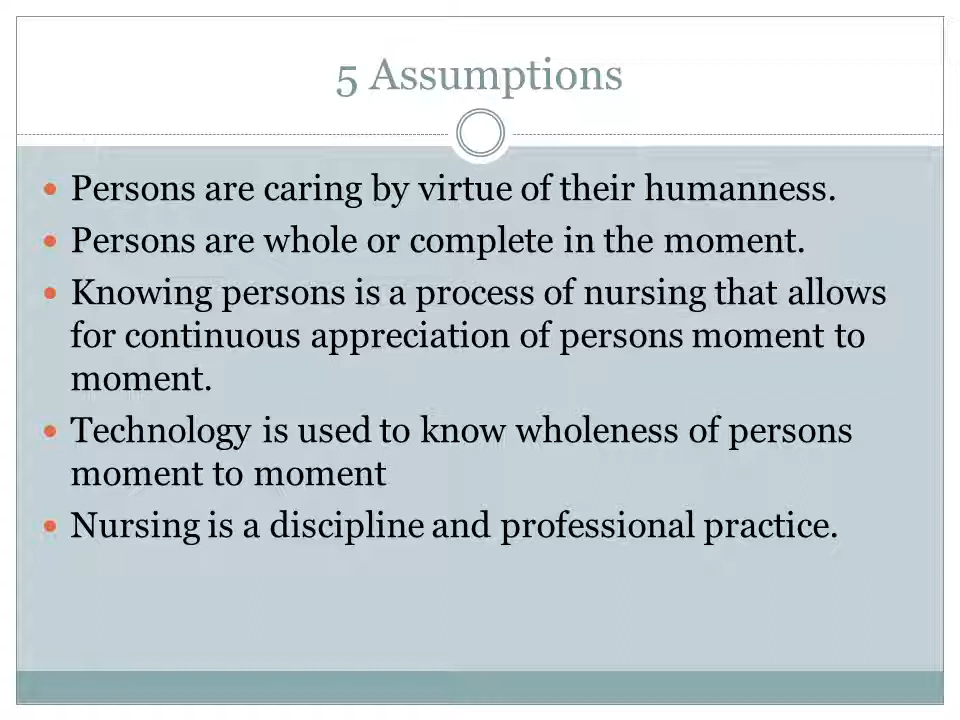 5 Assumptions
• Persons are caring by virtue of their humanness.
• Persons are whole or complete in the moment.
• Knowing persons is a process of nursing that allows
for continuous appreciation of persons moment to
moment.
• Technology is used to know wholeness of persons
moment to moment
• Nursing is a discipline and professional practice.